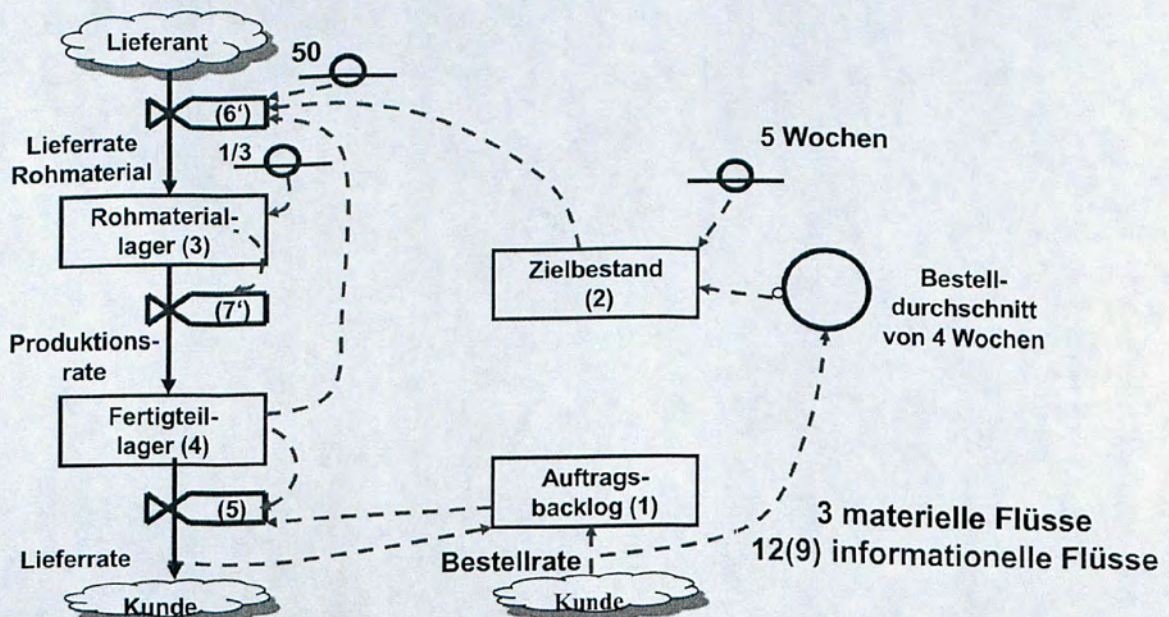 Lieferant
50
(6‘)
Lieferrate
Rohmaterial
1/3
5 Wochen
Rohmaterial-
lager (3)
Zielbestand
(2)
Bestell-
durchschnitt
von 4 Wochen
(7‘)
Produktions-
rate
Fertigteil-
lager (4)
Auftrags-
backlog (1)
(5)
3 materielle Flüsse
12(9) informationelle Flüsse
Lieferrate
Bestellrate
Kunde
Kunde